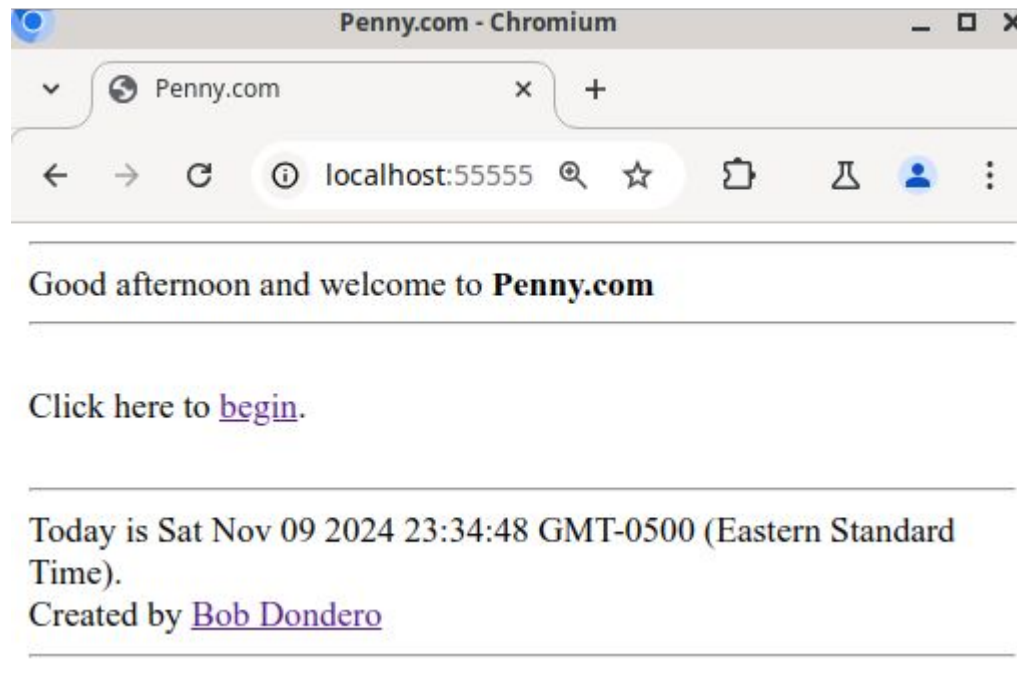 Penny.com - Chromium
Penny.com
localhost:55555
Good afternoon and welcome to Penny.com
Click here to begin.
Today is Sat Nov 09 2024 23:34:48 GMT-0500 (Eastern Standard
Time).
Created by Bob Dondero